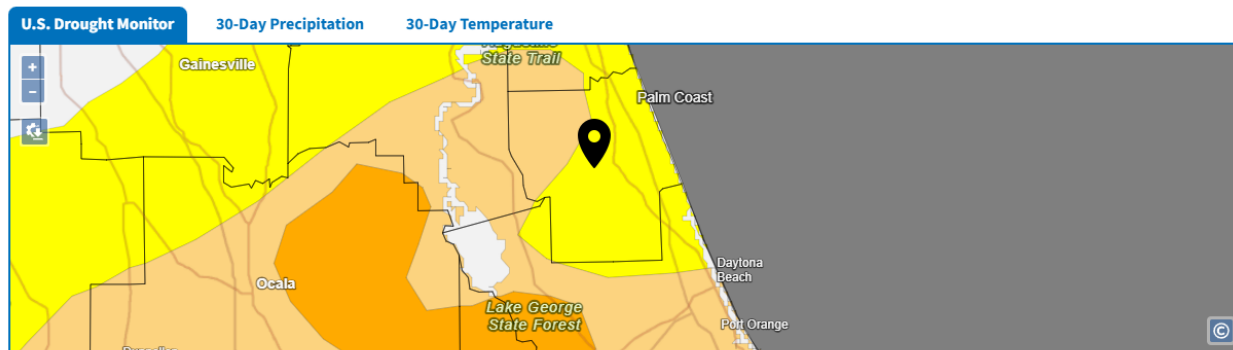 U.S. Drought Monitor
30-Day Precipitation
30-Day Temperature
+
−
State Trail
Gainesville
Palm Coast
Daytona
Beach
Ocala
Lake George
State Forest
Port Orange
©